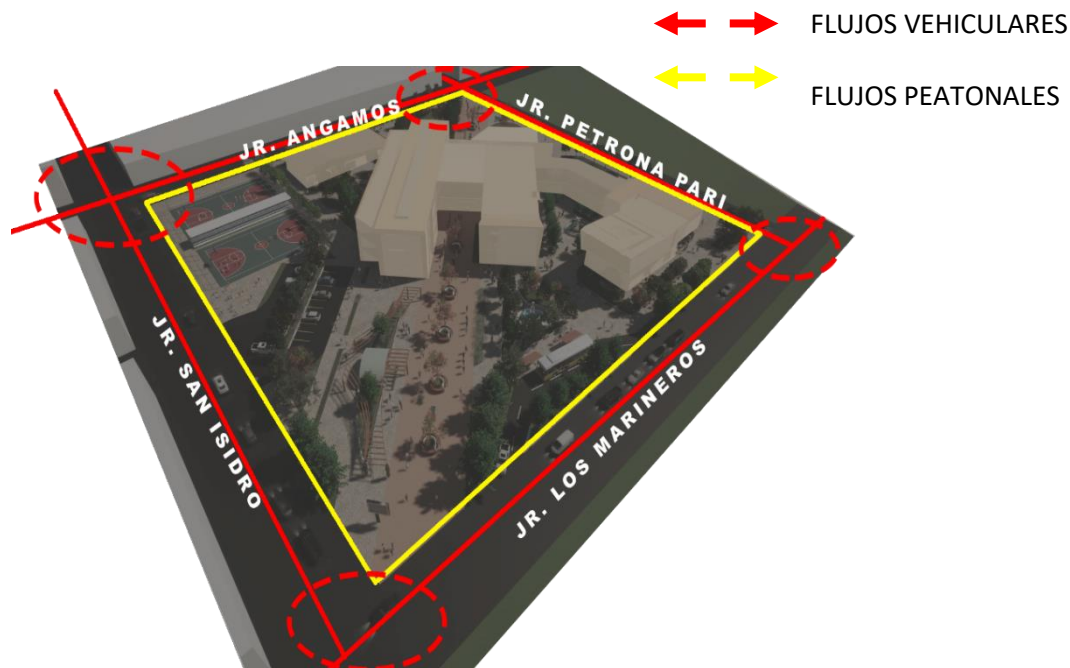 FLUJOS VEHICULARES
FLUJOS PEATONALES
JR. ANGAMOS
JR. PETRONA PARI
JR. SAN ISIDRO
JR. LOS MARINEROS